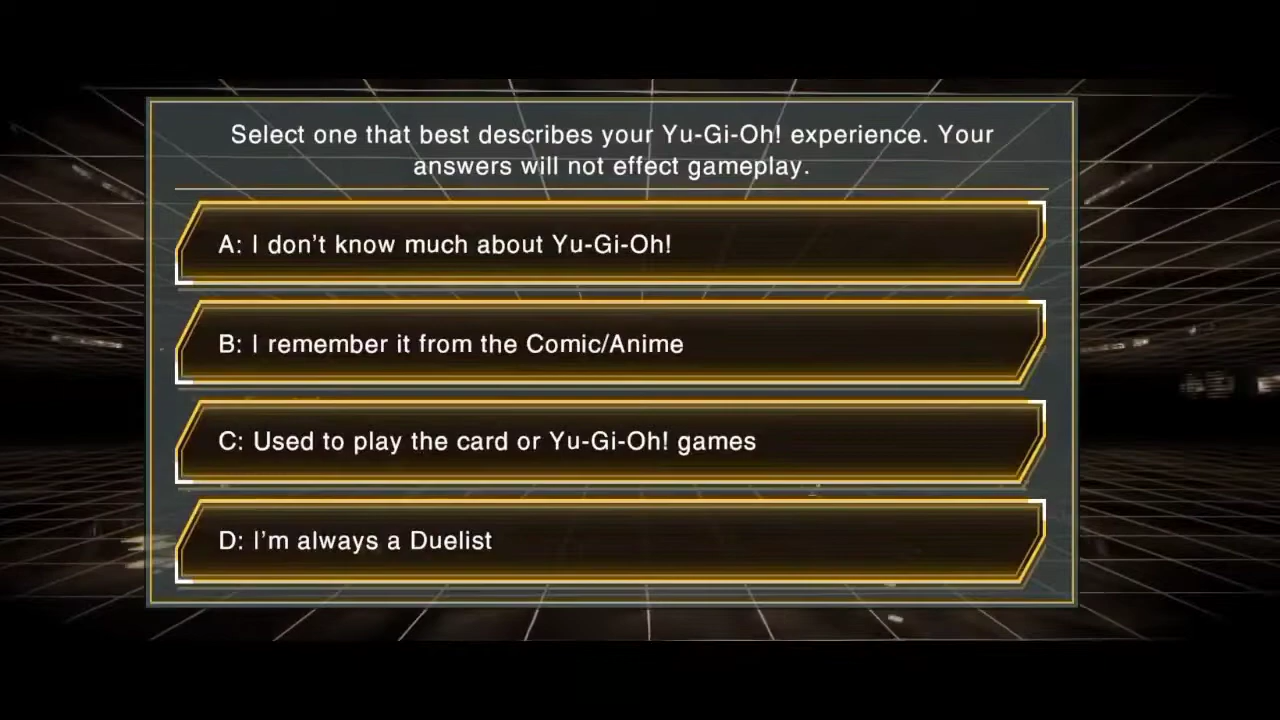 Select one that best describes your Yu-Gi-Oh! experience. Your
answers will not effect gameplay.
A: I don't know much about Yu-Gi-Oh!
B: I remember it from the Comic/Anime
C: Used to play the card or Yu-Gi-Oh! games
D: I'm always a Duelist